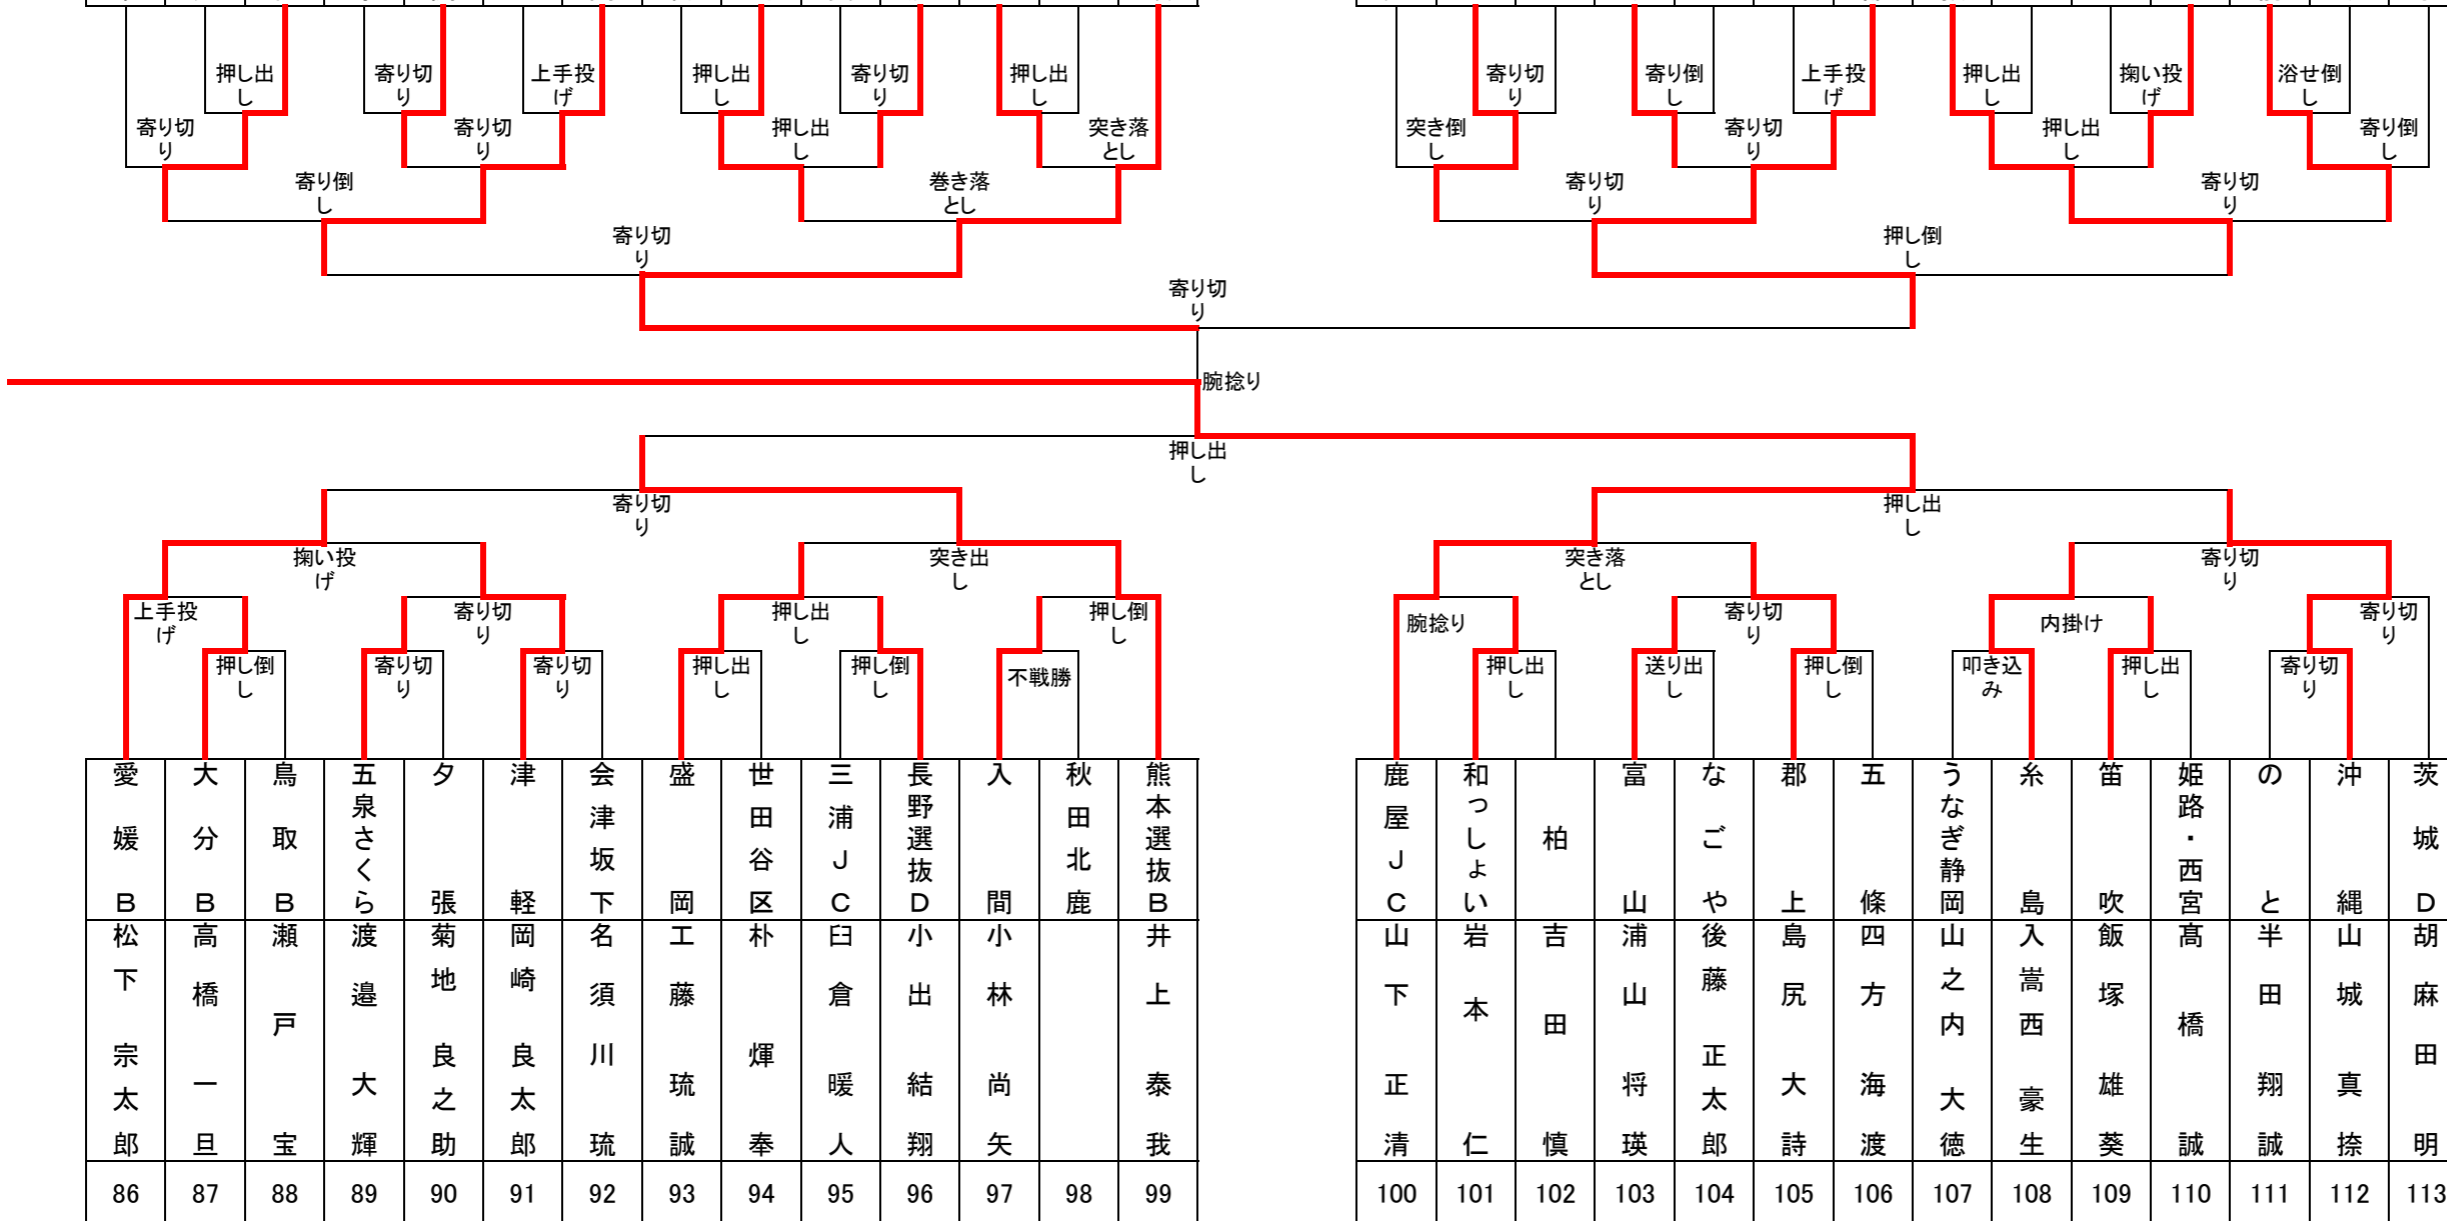 押し出し
寄り切り
上手投げ
押し出し
寄り切り
押し出し
寄り切り
寄り倒し
上手投げ
押し出し
掬い投げ
浴せ倒し
寄り切り
寄り切り
押し出し
突き落とし
突き倒し
寄り切り
押し出し
寄り倒し
寄り倒し
巻き落とし
寄り切り
寄り切り
寄り切り
押し倒し
寄り切り
腕捻り
押し出し
寄り切り
押し出し
掬い投げ
突き出し
突き落とし
寄り切り
上手投げ
寄り切り
押し出し
押し倒し
腕捻り
寄り切り
内掛け
寄り切り
押し倒し
寄り切り
寄り切り
押し出し
押し倒し
不戦勝
押し出し
送り出し
押し倒し
叩き込み
押し出し
寄り切り
愛媛B
大分B
鳥取B
五泉さくら
夕張
津軽
会津坂下
盛岡
世田谷区
三浦JC
長野選抜D
入間
秋田北鹿
熊本選抜B
鹿屋JC
和っしょい
柏
富山
なごや
郡上
五條
うなぎ静岡
糸島
笛吹
姫路・西宮
のと
沖縄
茨城D
松下宗太郎
高橋一旦
瀬戸宝
渡邉大輝
菊地良之助
岡崎良太郎
名須川琉
工藤琉誠
朴煇奉
臼倉暖人
小出結翔
小林尚矢
井上泰我
山下正清
岩本仁
吉田慎
浦山将瑛
後藤正太郎
島尻大詩
四方海渡
山之内大徳
入嵩西豪生
飯塚雄葵
髙橋誠
半田翔誠
山城真捺
胡麻田明
86
87
88
89
90
91
92
93
94
95
96
97
98
99
100
101
102
103
104
105
106
107
108
109
110
111
112
113